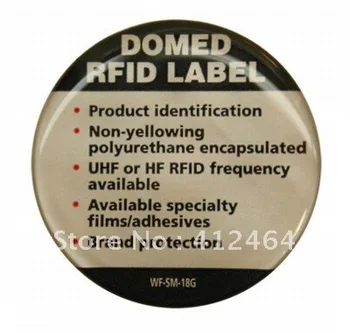 DOMED
RFID LABEL
• Product identification
• Non-yellowing
polyurethane encapsulated
• UHF or HF RFID frequency
available
• Available specialty
films/adhesives
• Brand protection
Store No.: 412464
WF-SM-18G